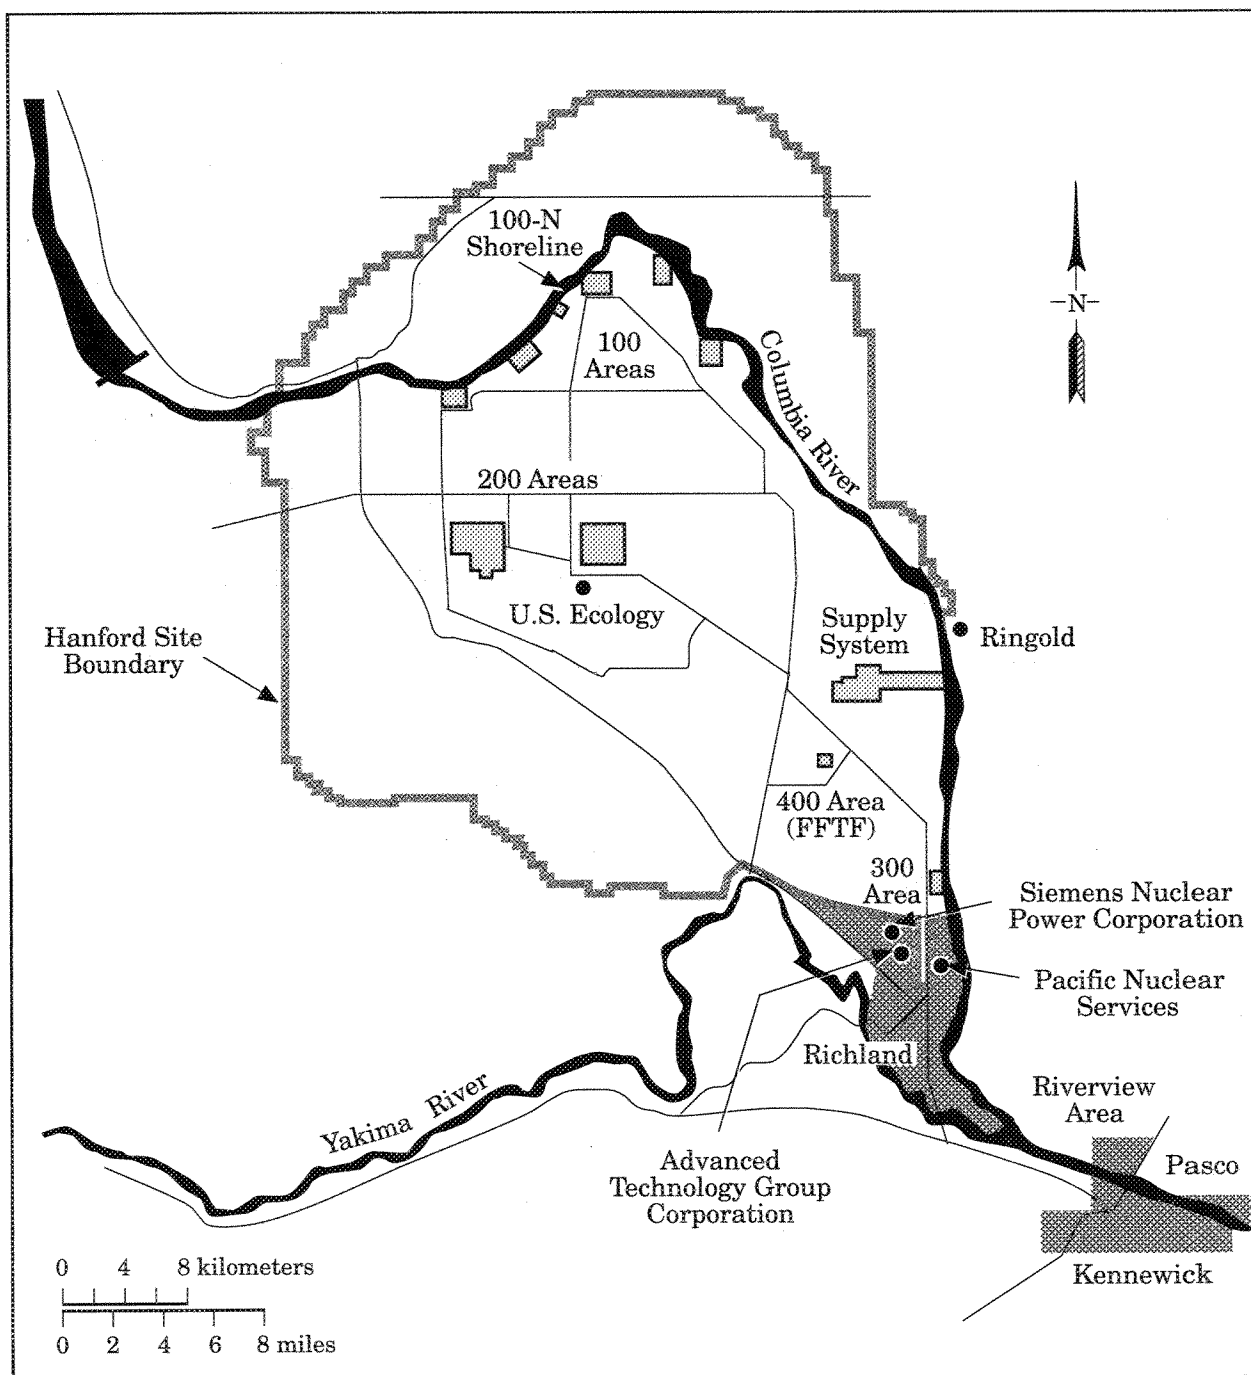 100-N
Shoreline
N
100
Areas
Columbia River
200 Areas
U.S. Ecology
Supply
System
Ringold
Hanford Site
Boundary
400 Area
(FFTF)
300
Area
Siemens Nuclear
Power Corporation
Pacific Nuclear
Services
Richland
Riverview
Area
Yakima River
Pasco
Advanced
Technology Group
Corporation
Kennewick
0 4 8 kilometers
0 2 4 6 8 miles